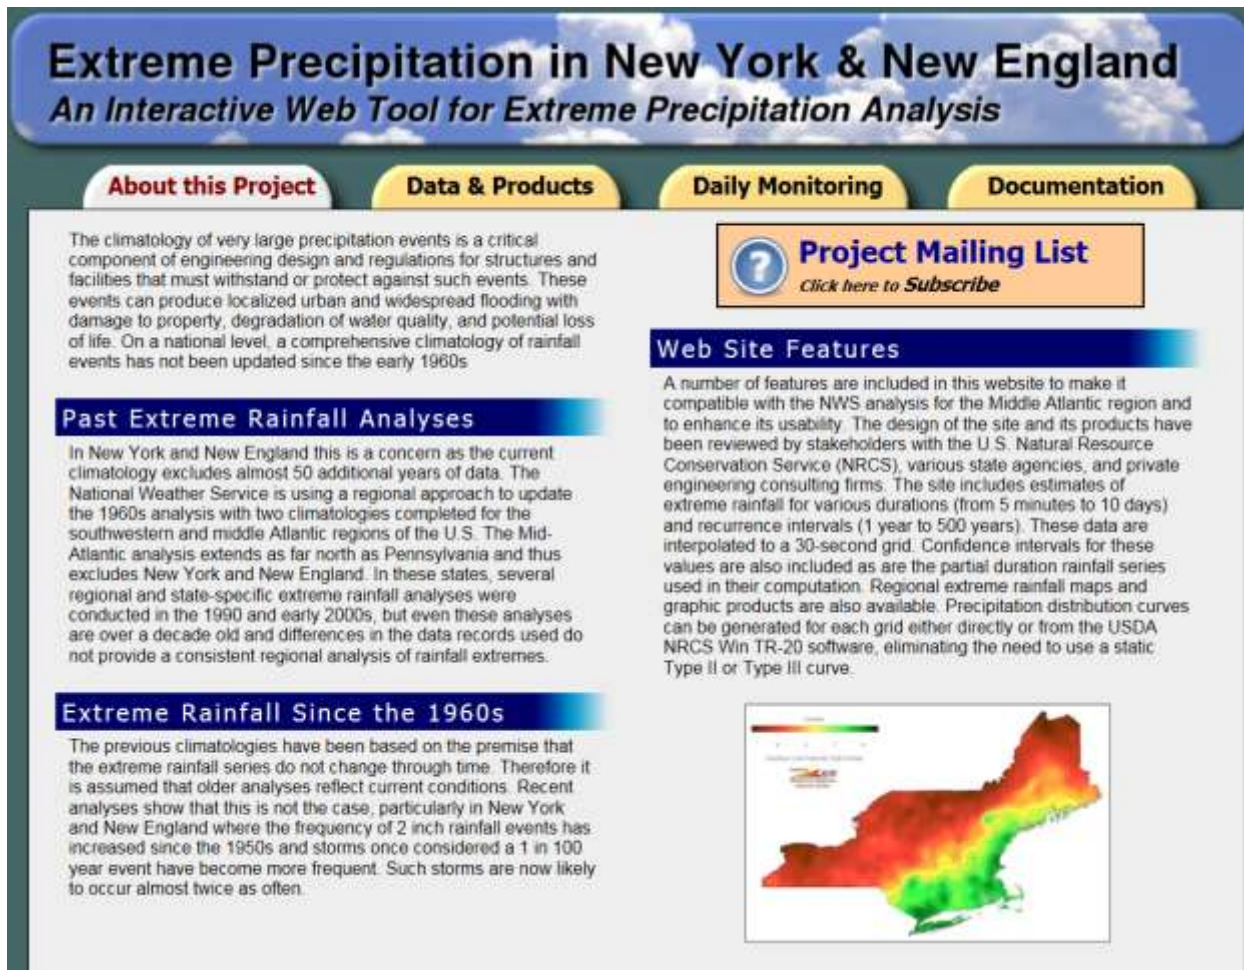 Extreme Precipitation in New York & New England
An Interactive Web Tool for Extreme Precipitation Analysis
About this Project
Data & Products
Daily Monitoring
Documentation
The climatology of very large precipitation events is a critical
component of engineering design and regulations for structures and
facilities that must withstand or protect against such events. These
events can produce localized urban and widespread flooding with
damage to property, degradation of water quality, and potential loss
of life. On a national level, a comprehensive climatology of rainfall
events has not been updated since the early 1960s
Past Extreme Rainfall Analyses
In New York and New England this is a concern as the current
climatology excludes almost 50 additional years of data. The
National Weather Service is using a regional approach to update
the 1960s analysis with two climatologies completed for the
southwestern and middle Atlantic regions of the U.S. The Mid-
Atlantic analysis extends as far north as Pennsylvania and thus
excludes New York and New England. In these states, several
regional and state-specific extreme rainfall analyses were
conducted in the 1990 and early 2000s, but even these analyses
are over a decade old and differences in the data records used do
not provide a consistent regional analysis of rainfall extremes.
Extreme Rainfall Since the 1960s
The previous climatologies have been based on the premise that
the extreme rainfall series do not change through time. Therefore it
is assumed that older analyses reflect current conditions. Recent
analyses show that this is not the case, particularly in New York
and New England where the frequency of 2 inch rainfall events has
increased since the 1950s and storms once considered a 1 in 100
year event have become more frequent. Such storms are now likely
to occur almost twice as often.
?
Project Mailing List
Click here to Subscribe
Web Site Features
A number of features are included in this website to make it
compatible with the NWS analysis for the Middle Atlantic region and
to enhance its usability. The design of the site and its products have
been reviewed by stakeholders with the U.S. Natural Resource
Conservation Service (NRCS), various state agencies, and private
engineering consulting firms. The site includes estimates of
extreme rainfall for various durations (from 5 minutes to 10 days)
and recurrence intervals (1 year to 500 years). These data are
interpolated to a 30-second grid. Confidence intervals for these
values are also included as are the partial duration rainfall series
used in their computation. Regional extreme rainfall maps and
graphic products are also available. Precipitation distribution curves
can be generated for each grid either directly or from the USDA
NRCS Win TR-20 software, eliminating the need to use a static
Type II or Type III curve.